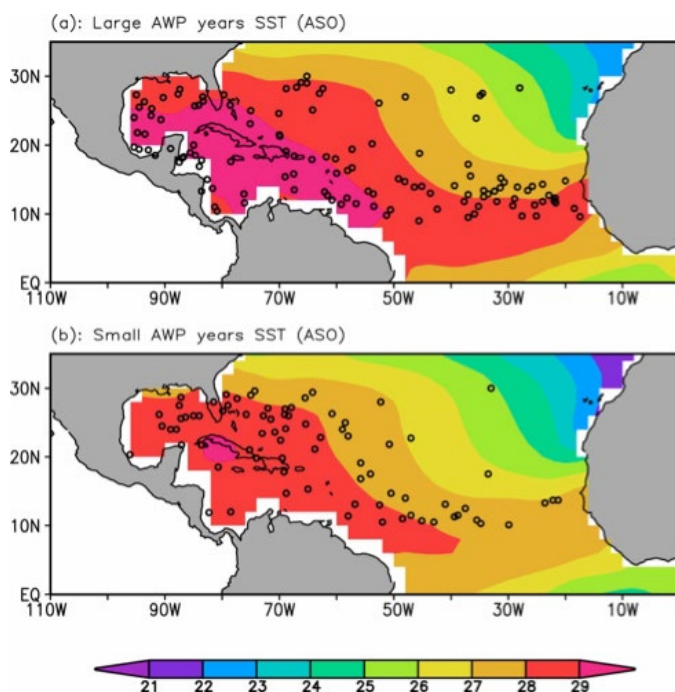 (a): Large AWP years SST (ASO)
30N
20N
10N
EQ
110W 90W 70W 50W 30W 10W
(b): Small AWP years SST (ASO)
30N
20N
10N
EQ
110W 90W 70W 50W 30W 10W
21 22 23 24 25 26 27 28 29